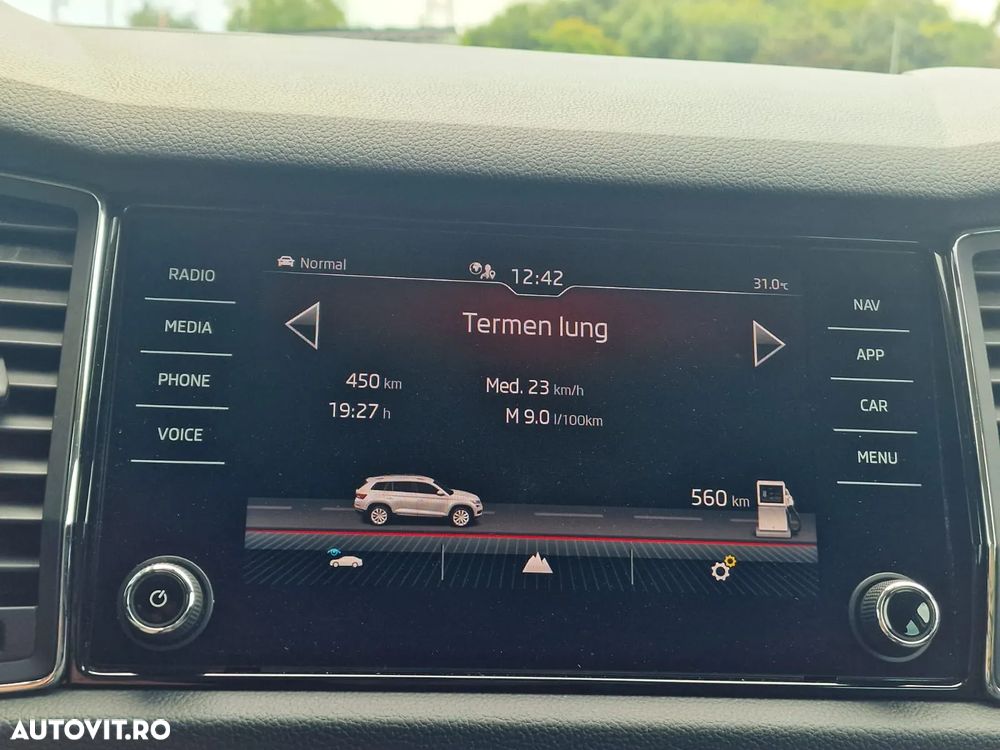 Normal
12:42
31.0°C
RADIO
MEDIA
PHONE
VOICE
Termen lung
450 km
Med. 23 km/h
19:27 h
M 9.0 l/100km
560 km
NAV
APP
CAR
MENU
AUTOVIT.RO